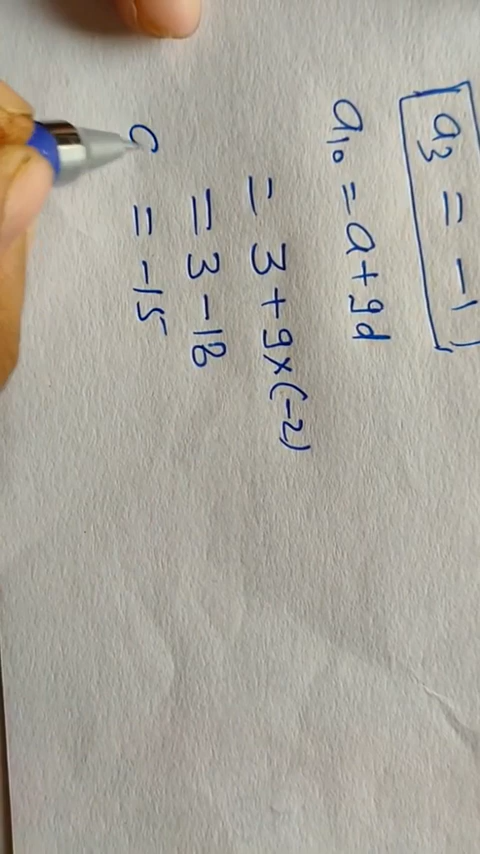 a₃ = -1
a₁₀ = a + 9d
= 3 + 9×(-2)
= 3 - 18
= -15